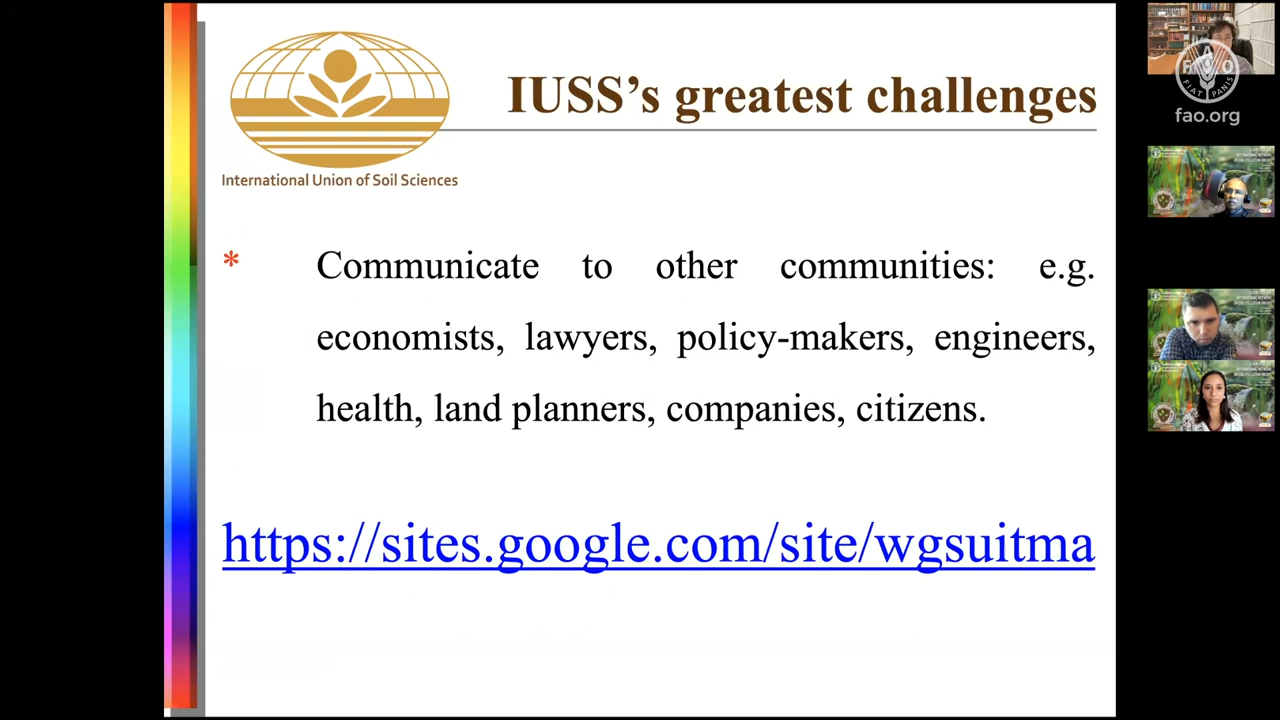 IUSS’s greatest challenges
International Union of Soil Sciences
* Communicate to other communities: e.g.
economists, lawyers, policy-makers, engineers,
health, land planners, companies, citizens.
https://sites.google.com/site/wgsuitma
FAO
FIAT PANIS
fao.org